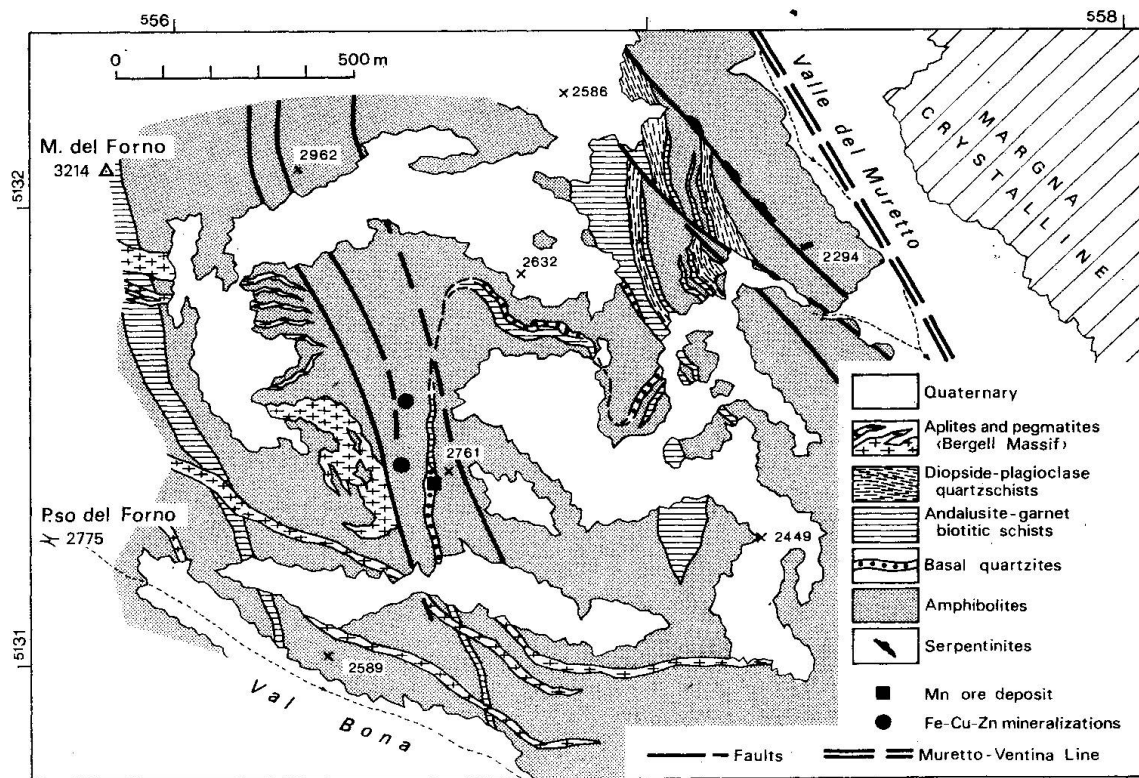 556
558
0
500 m
M. del Forno
3214
2962
2586
5132
2632
2294
Valle del Muretto
MARGNA
CRYSTALLINE
2761
P.so del Forno
2775
2449
5131
2589
Val Bona
Quaternary
Aplites and pegmatites
(Bergell Massif)
Diopside-plagioclase
quartzschists
Andalusite-garnet
biotitic schists
Basal quartzites
Amphibolites
Serpentinites
Mn ore deposit
Fe-Cu-Zn mineralizations
Faults
Muretto-Ventina Line